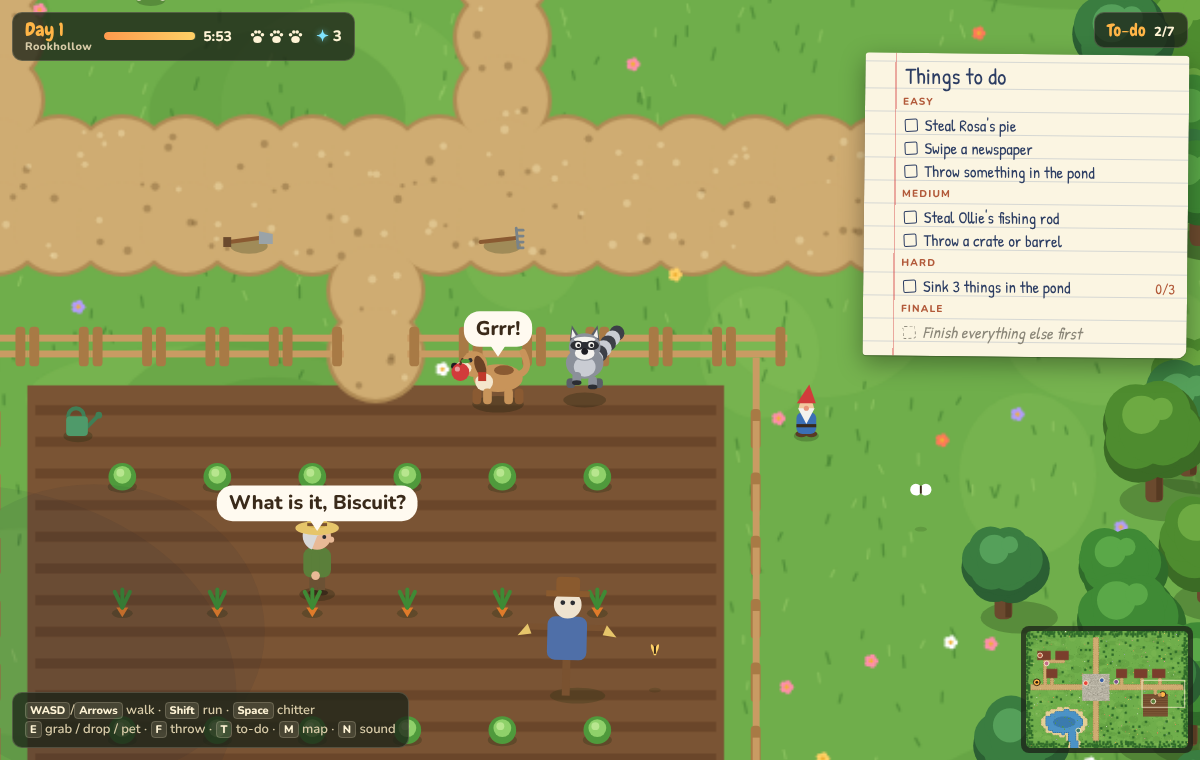 Day 1
Rookhollow
5:53
3
To-do 2/7
Things to do
EASY
Steal Rosa's pie
Swipe a newspaper
Throw something in the pond
MEDIUM
Steal Ollie's fishing rod
Throw a crate or barrel
HARD
Sink 3 things in the pond 0/3
FINALE
Finish everything else first
Grrr!
What is it, Biscuit?
WASD/Arrows walk · Shift run · Space chitter
E grab / drop / pet · F throw · T to-do · M map · N sound